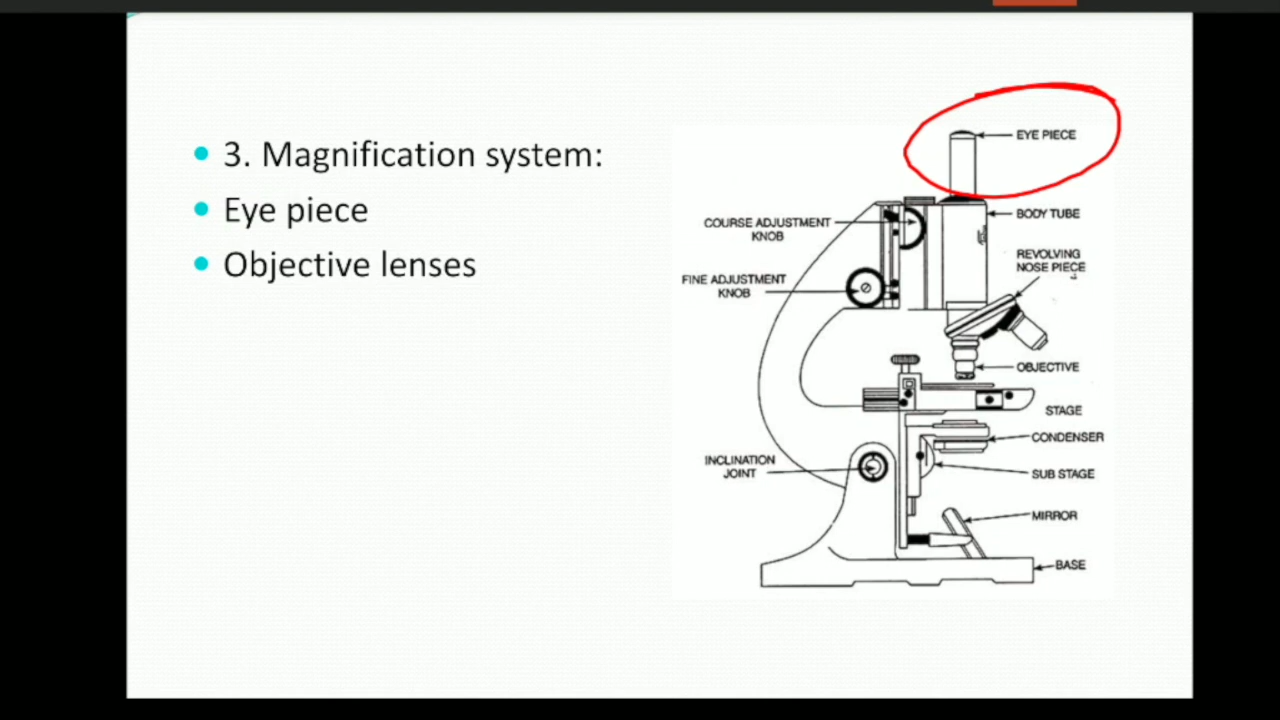 3. Magnification system:
Eye piece
Objective lenses
EYE PIECE
COURSE ADJUSTMENT
KNOB
BODY TUBE
REVOLVING
NOSE PIECE
FINE ADJUSTMENT
KNOB
OBJECTIVE
STAGE
CONDENSER
INCLINATION
JOINT
SUB STAGE
MIRROR
BASE